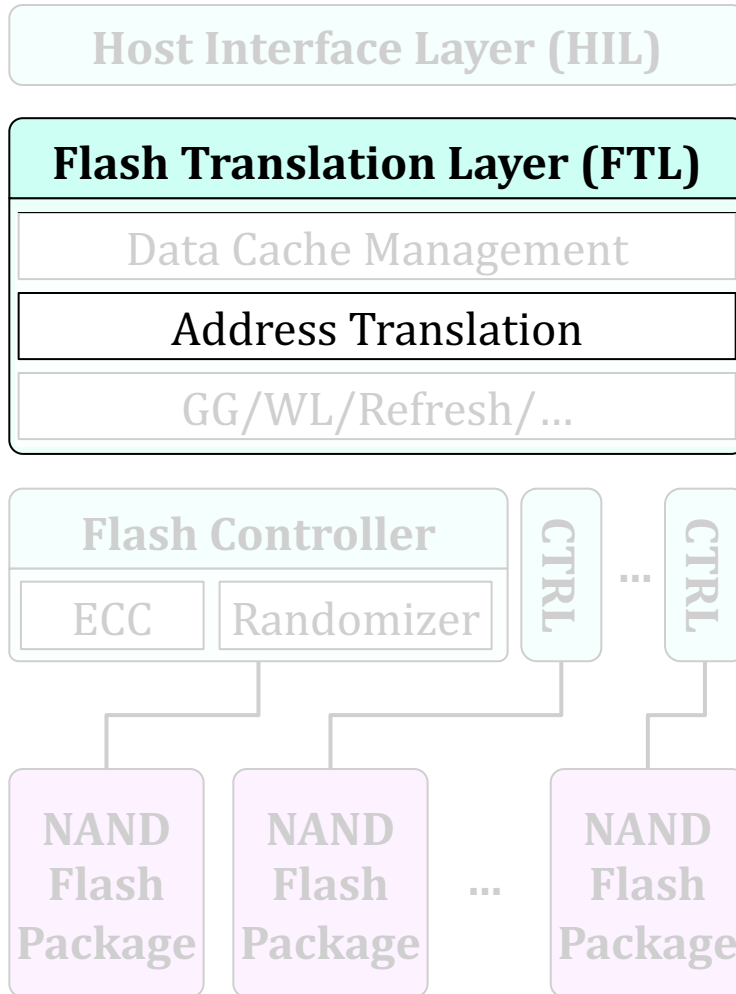 Host Interface Layer (HIL)
Flash Translation Layer (FTL)
Data Cache Management
Address Translation
GG/WL/Refresh/...
Flash Controller
ECC
Randomizer
CTRL
...
CTRL
NAND
Flash
Package
NAND
Flash
Package
...
NAND
Flash
Package